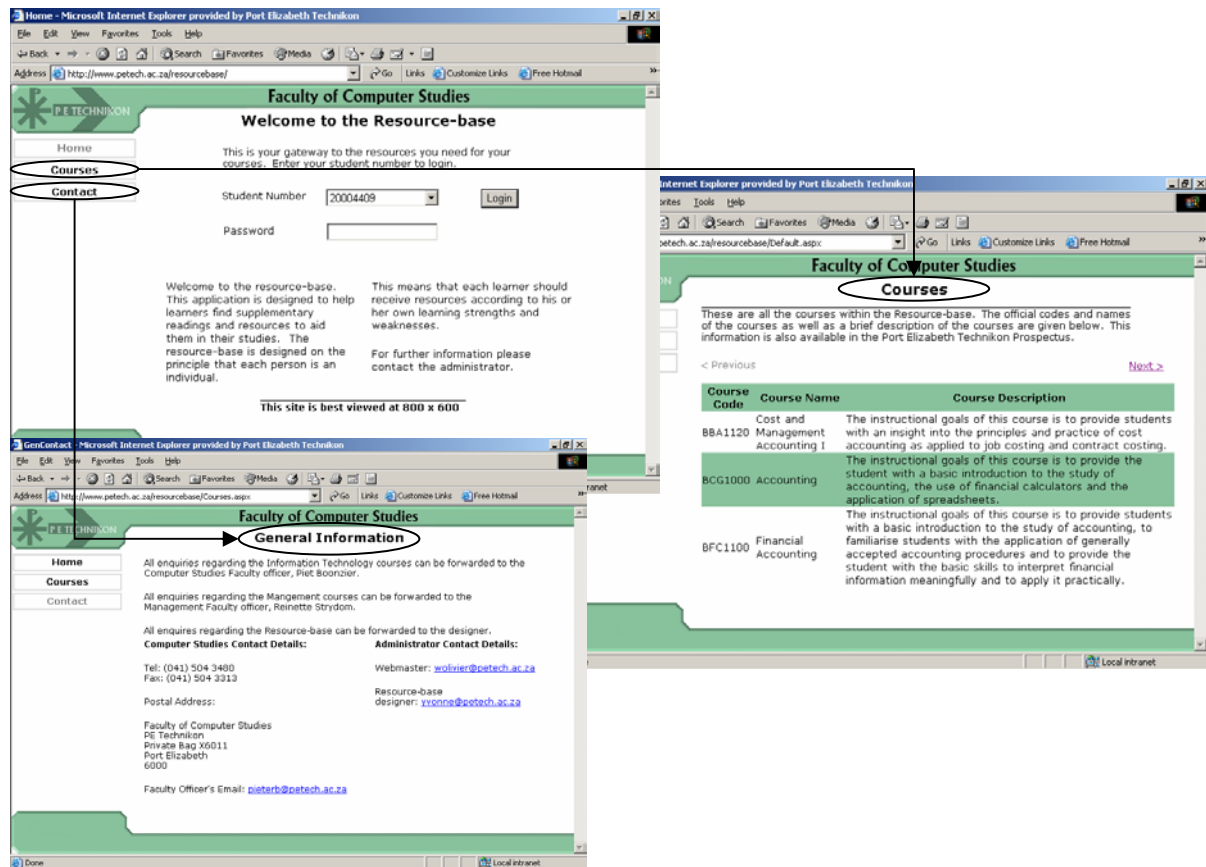 Home - Microsoft Internet Explorer provided by Port Elizabeth Technikon
File Edit View Favorites Tools Help
Back Search Favorites Media
Address http://www.petech.ac.za/resourcebase/ Go Links Customize Links Free Hotmail »
P E TECHNIKON
Faculty of Computer Studies
Welcome to the Resource-base
Home
Courses
Contact
This is your gateway to the resources you need for your
courses. Enter your student number to login.
Student Number 20004409 Login
Password
Welcome to the resource-base.
This application is designed to help
learners find supplementary
readings and resources to aid
them in their studies. The
resource-base is designed on the
principle that each person is an
individual.
This means that each learner should
receive resources according to his or
her own learning strengths and
weaknesses.
For further information please
contact the administrator.
This site is best viewed at 800 x 600
Internet Explorer provided by Port Elizabeth Technikon
orites Tools Help
Search Favorites Media
petech.ac.za/resourcebase/Default.aspx Go Links Customize Links Free Hotmail »
Faculty of Computer Studies
Courses
These are all the courses within the Resource-base. The official codes and names
of the courses as well as a brief description of the courses are given below. This
information is also available in the Port Elizabeth Technikon Prospectus.
< Previous Next >
Course Code Course Name Course Description
BBA1120 Cost and Management Accounting I
The instructional goals of this course is to provide students
with an insight into the principles and practice of cost
accounting as applied to job costing and contract costing.
BCG1000 Accounting
The instructional goals of this course is to provide the
student with a basic introduction to the study of
accounting, the use of financial calculators and the
application of spreadsheets.
BFC1100 Financial Accounting
The instructional goals of this course is to provide students
with a basic introduction to the study of accounting, to
familiarise students with the application of generally
accepted accounting procedures and to provide the
student with the basic skills to interpret financial
information meaningfully and to apply it practically.
Local intranet
ranet
GenContact - Microsoft Internet Explorer provided by Port Elizabeth Technikon
File Edit View Favorites Tools Help
Back Search Favorites Media
Address http://www.petech.ac.za/resourcebase/Courses.aspx Go Links Customize Links Free Hotmail »
P E TECHNIKON
Faculty of Computer Studies
General Information
Home
Courses
Contact
All enquiries regarding the Information Technology courses can be forwarded to the
Computer Studies Faculty officer, Piet Boonzier.
All enquiries regarding the Mangement courses can be forwarded to the
Management Faculty officer, Reinette Strydom.
All enquires regarding the Resource-base can be forwarded to the designer.
Computer Studies Contact Details:
Tel: (041) 504 3480
Fax: (041) 504 3313
Postal Address:
Faculty of Computer Studies
PE Technikon
Private Bag X6011
Port Elizabeth
6000
Faculty Officer's Email: pieterb@petech.ac.za
Administrator Contact Details:
Webmaster: wolivier@petech.ac.za
Resource-base
designer: yvonne@petech.ac.za
Done Local intranet